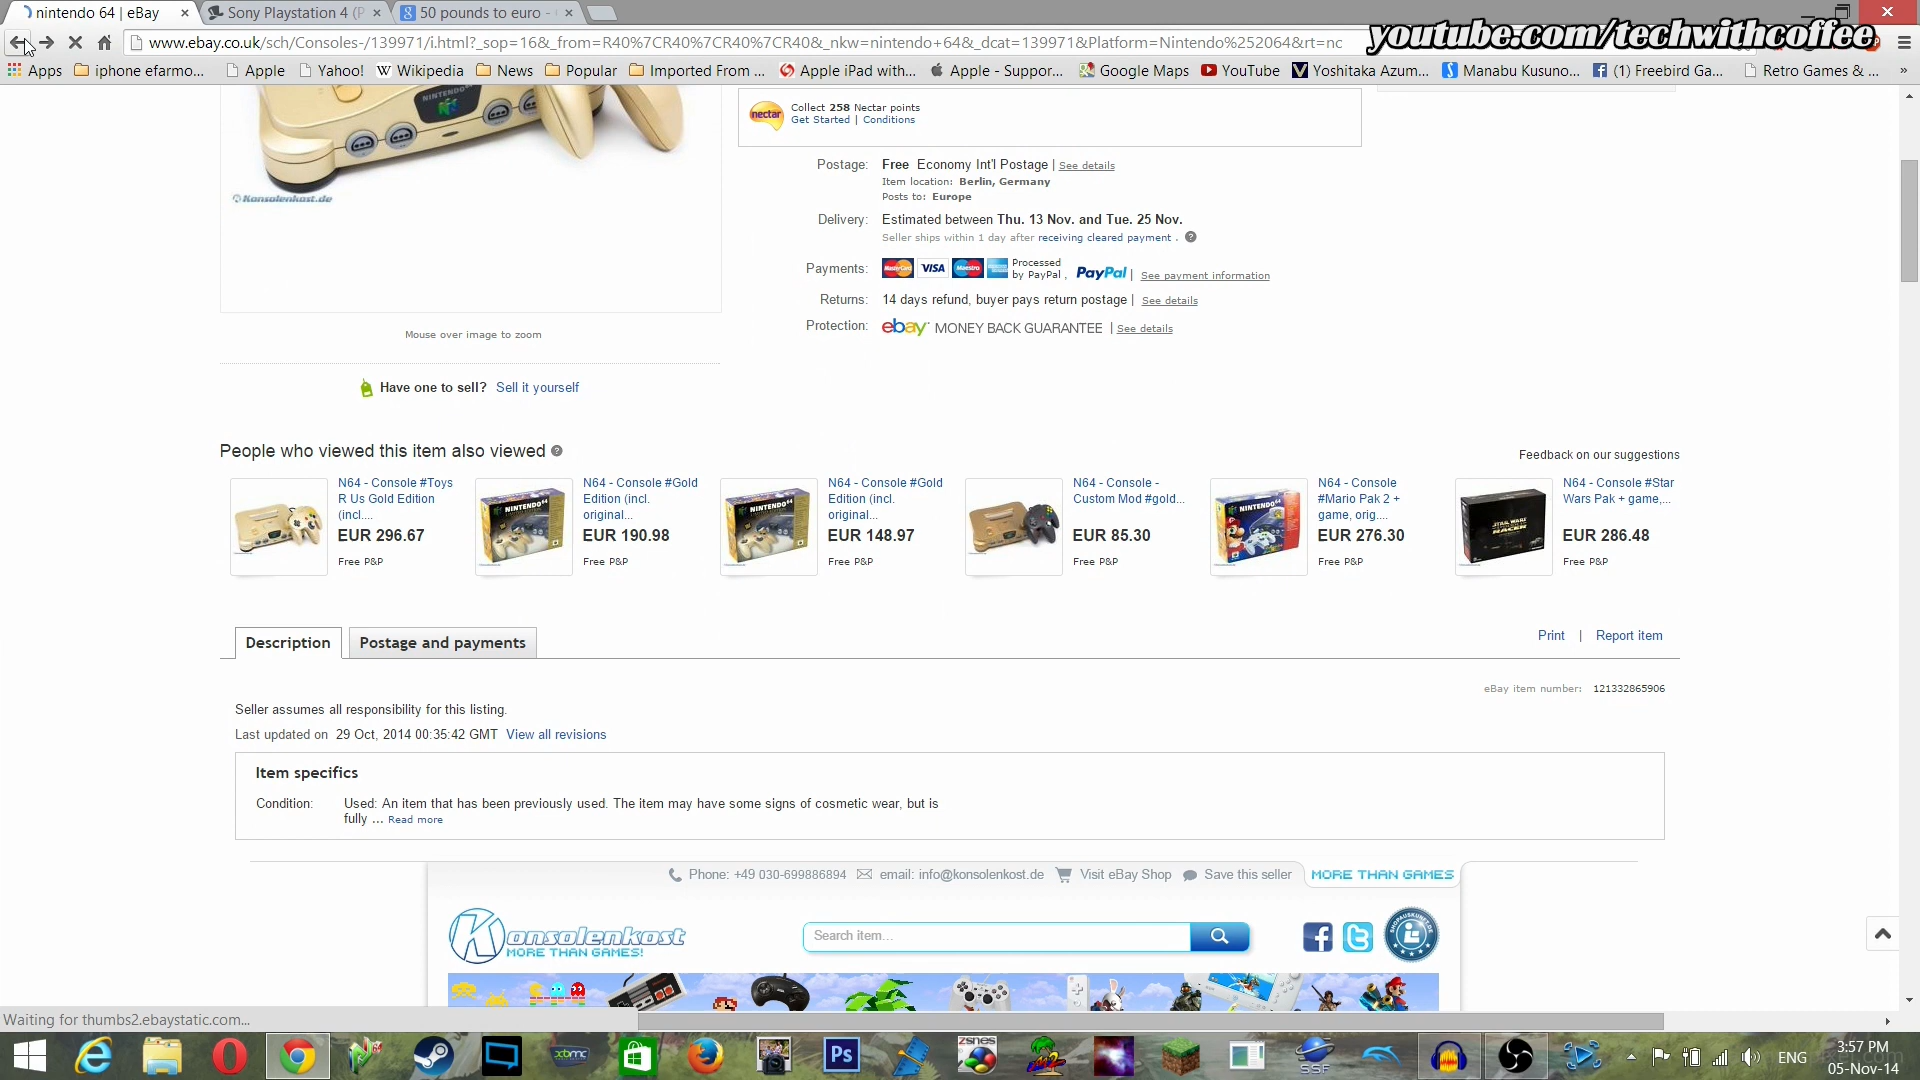 nintendo 64 | eBay
Sony Playstation 4 (P
50 pounds to euro -
www.ebay.co.uk/sch/Consoles-/139971/i.html?_sop=16&_from=R40%7CR40%7CR40%7CR40&_nkw=nintendo+64&_dcat=139971&Platform=Nintendo%252064&rt=nc
youtube.com/techwithcoffee
Apps
iphone efarmo...
Apple
Yahoo!
Wikipedia
News
Popular
Imported From ...
Apple iPad with...
Apple - Suppor...
Google Maps
YouTube
Yoshitaka Azum...
Manabu Kusuno...
(1) Freebird Ga...
Retro Games & ...
»
NINTENDO
Konsolenkost.de
Mouse over image to zoom
Have one to sell? Sell it yourself
nectar
Collect 258 Nectar points
Get Started | Conditions
Postage: Free Economy Int'l Postage | See details
Item location: Berlin, Germany
Posts to: Europe
Delivery: Estimated between Thu. 13 Nov. and Tue. 25 Nov.
Seller ships within 1 day after receiving cleared payment . ?
Payments: MasterCard VISA Maestro Processed by PayPal , PayPal | See payment information
Returns: 14 days refund, buyer pays return postage | See details
Protection: ebay MONEY BACK GUARANTEE | See details
People who viewed this item also viewed ?
Feedback on our suggestions
N64 - Console #Toys
R Us Gold Edition
(incl....
EUR 296.67
Free P&P
N64 - Console #Gold
Edition (incl.
original...
EUR 190.98
Free P&P
N64 - Console #Gold
Edition (incl.
original...
EUR 148.97
Free P&P
N64 - Console -
Custom Mod #gold...
EUR 85.30
Free P&P
N64 - Console
#Mario Pak 2 +
game, orig....
EUR 276.30
Free P&P
N64 - Console #Star
Wars Pak + game,...
EUR 286.48
Free P&P
Description
Postage and payments
Print | Report item
eBay item number: 121332865906
Seller assumes all responsibility for this listing.
Last updated on 29 Oct, 2014 00:35:42 GMT View all revisions
Item specifics
Condition: Used: An item that has been previously used. The item may have some signs of cosmetic wear, but is
fully ... Read more
Phone: +49 030-699886894
email: info@konsolenkost.de
Visit eBay Shop
Save this seller
MORE THAN GAMES
Konsolenkost
MORE THAN GAMES!
Search item...
Waiting for thumbs2.ebaystatic.com...
xbmc
Ps
ZSNES
SSF
ENG
3:57 PM
05-Nov-14